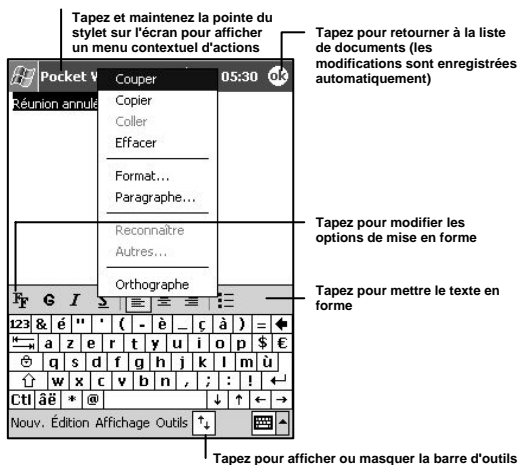 Tapez et maintenez la pointe du
stylet sur l'écran pour afficher
un menu contextuel d'actions
Tapez pour retourner à la liste
de documents (les
modifications sont enregistrées
automatiquement)
Pocket W
05:30
ok
Réunion annulé
Couper
Copier
Coller
Effacer
Format...
Paragraphe...
Reconnaître
Autres...
Orthographe
Tapez pour modifier les
options de mise en forme
Tapez pour mettre le texte en
forme
FF G I S
123 & é " ' ( - è _ ç à ) =
a z e r t y u i o p $ €
q s d f g h j k l m ù
w x c v b n , ; : !
Ctl âë * @ ↓ ↑ ← →
Nouv. Édition Affichage Outils
Tapez pour afficher ou masquer la barre d'outils